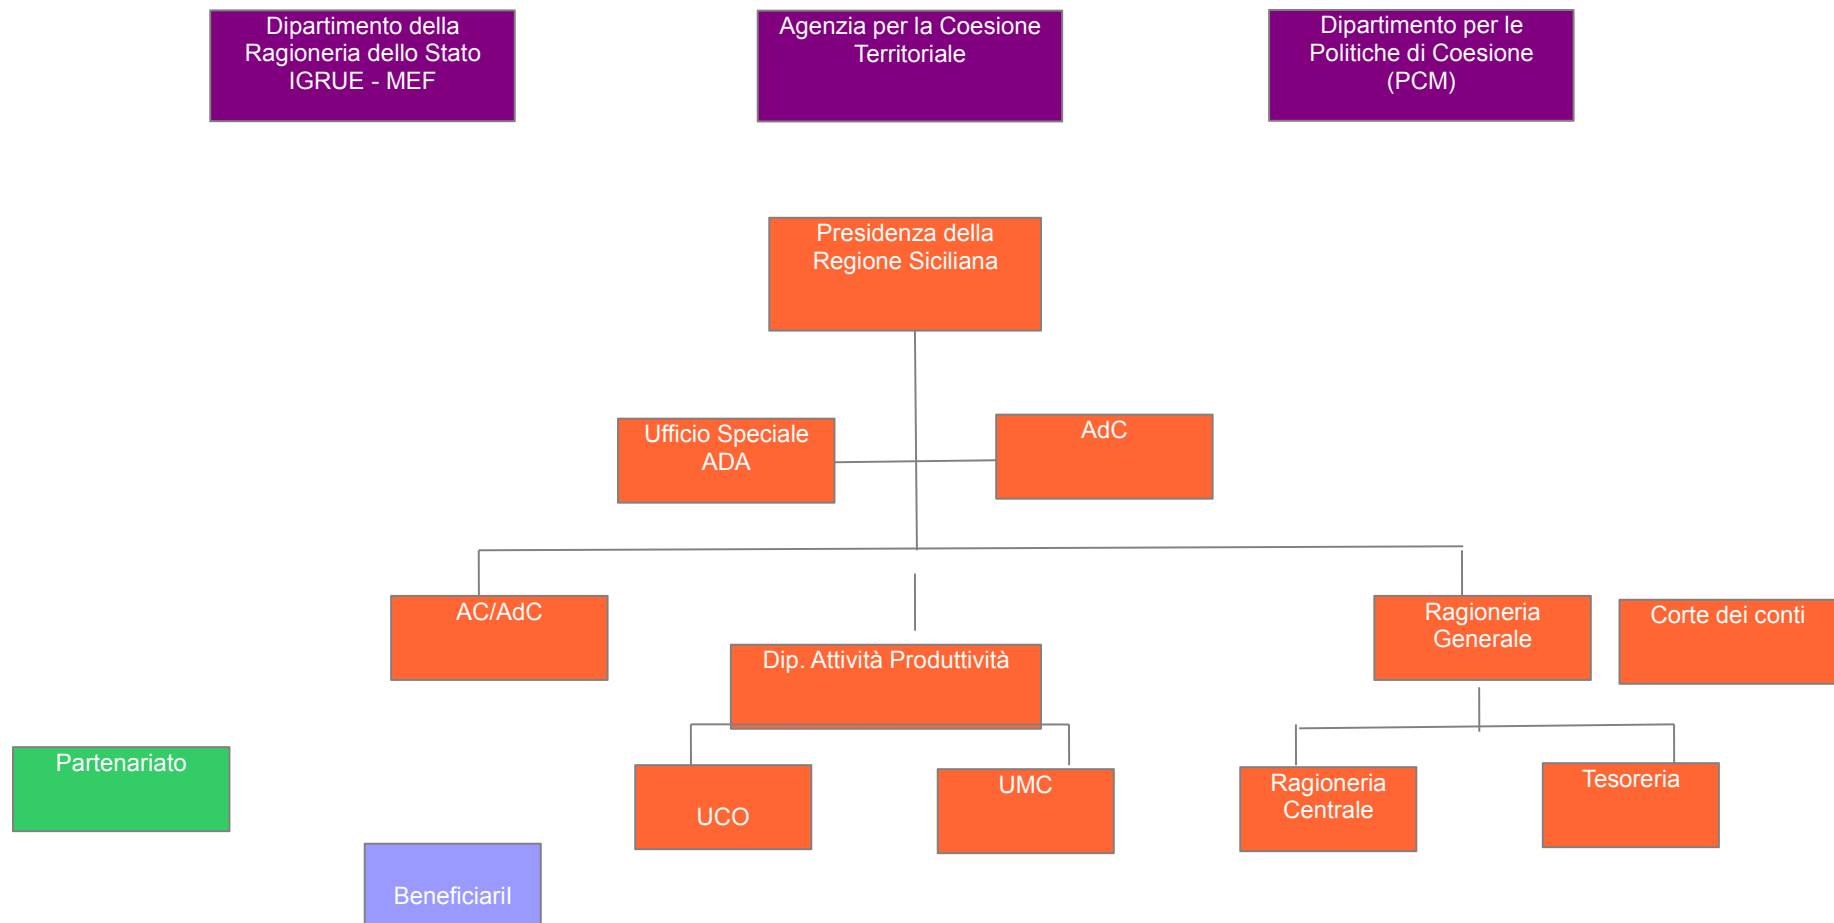 Dipartimento della
Ragioneria dello Stato
IGRUE - MEF
Agenzia per la Coesione
Territoriale
Dipartimento per le
Politiche di Coesione
(PCM)
Presidenza della
Regione Siciliana
Ufficio Speciale
ADA
AdC
AC/AdC
Dip. Attività Produttività
Ragioneria
Generale
Corte dei conti
Partenariato
UCO
UMC
Ragioneria
Centrale
Tesoreria
BeneficiariI